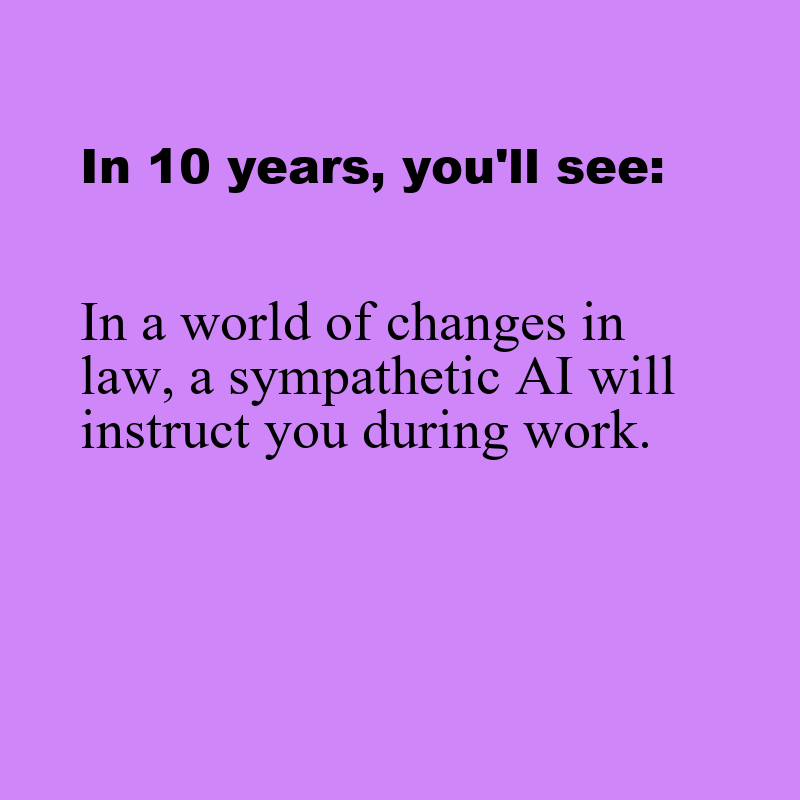 In 10 years, you'll see:
In a world of changes in
law, a sympathetic AI will
instruct you during work.